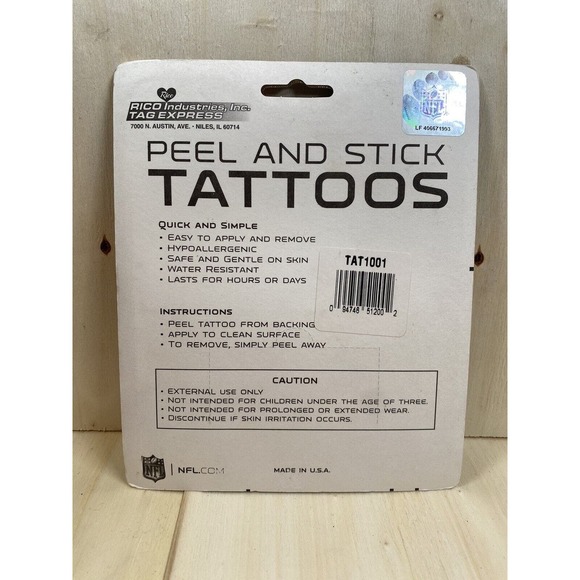 Rico
RICO Industries, Inc.
TAG EXPRESS
7000 N. AUSTIN, AVE. • NILES, IL 60714
NFL
LF 406671993
PEEL AND STICK
TATTOOS
QUICK AND SIMPLE
• EASY TO APPLY AND REMOVE
• HYPOALLERGENIC
• SAFE AND GENTLE ON SKIN
• WATER RESISTANT
• LASTS FOR HOURS OR DAYS
TAT1001
0 94746 51200 2
INSTRUCTIONS
• PEEL TATTOO FROM BACKING
• APPLY TO CLEAN SURFACE
• TO REMOVE, SIMPLY PEEL AWAY
CAUTION
• EXTERNAL USE ONLY
• NOT INTENDED FOR CHILDREN UNDER THE AGE OF THREE.
• NOT INTENDED FOR PROLONGED OR EXTENDED WEAR.
• DISCONTINUE IF SKIN IRRITATION OCCURS.
NFL | NFL.COM
MADE IN U.S.A.